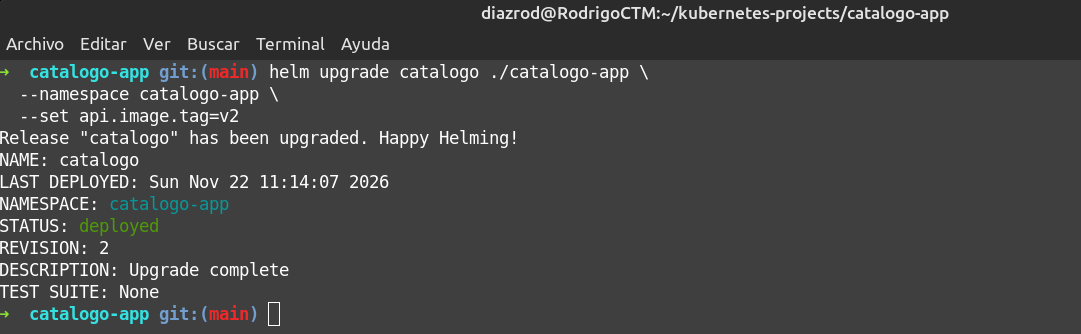 diazrod@RodrigoCTM:~/kubernetes-projects/catalogo-app
Archivo Editar Ver Buscar Terminal Ayuda
→ catalogo-app git:(main) helm upgrade catalogo ./catalogo-app \
--namespace catalogo-app \
--set api.image.tag=v2
Release "catalogo" has been upgraded. Happy Helming!
NAME: catalogo
LAST DEPLOYED: Sun Nov 22 11:14:07 2026
NAMESPACE: catalogo-app
STATUS: deployed
REVISION: 2
DESCRIPTION: Upgrade complete
TEST SUITE: None
→ catalogo-app git:(main)